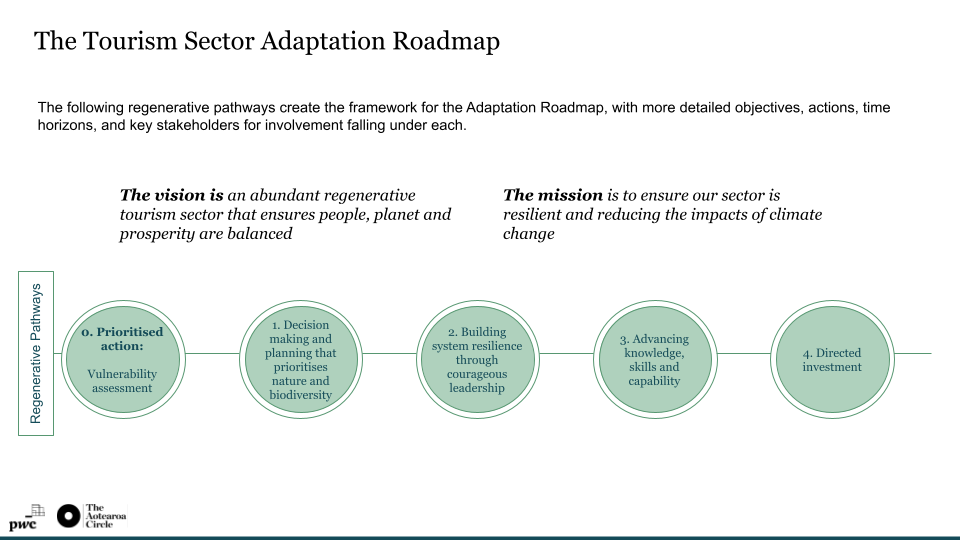 The Tourism Sector Adaptation Roadmap
The following regenerative pathways create the framework for the Adaptation Roadmap, with more detailed objectives, actions, time
horizons, and key stakeholders for involvement falling under each.
The vision is an abundant regenerative
tourism sector that ensures people, planet and
prosperity are balanced
The mission is to ensure our sector is
resilient and reducing the impacts of climate
change
Regenerative Pathways
0. Prioritised
action:
Vulnerability
assessment
1. Decision
making and
planning that
prioritises
nature and
biodiversity
2. Building
system resilience
through
courageous
leadership
3. Advancing
knowledge,
skills and
capability
4. Directed
investment
pwc
The
Aotearoa
Circle